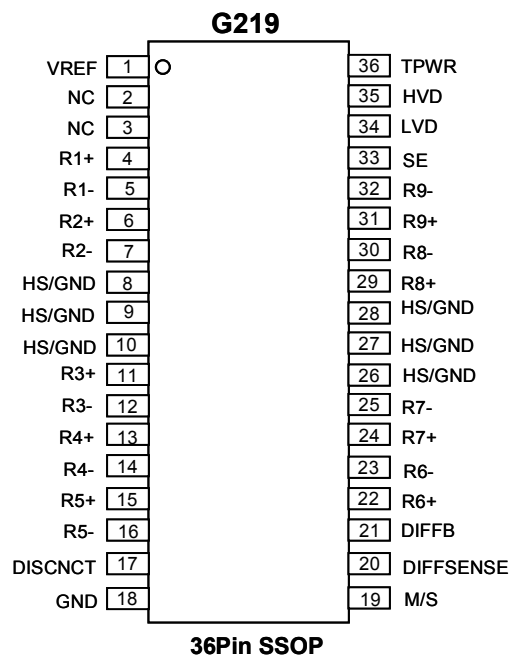 G219
VREF 1 36 TPWR
NC 2 35 HVD
NC 3 34 LVD
R1+ 4 33 SE
R1- 5 32 R9-
R2+ 6 31 R9+
R2- 7 30 R8-
HS/GND 8 29 R8+
HS/GND 9 28 HS/GND
HS/GND 10 27 HS/GND
R3+ 11 26 HS/GND
R3- 12 25 R7-
R4+ 13 24 R7+
R4- 14 23 R6-
R5+ 15 22 R6+
R5- 16 21 DIFFB
DISCNCT 17 20 DIFFSENSE
GND 18 19 M/S
36Pin SSOP